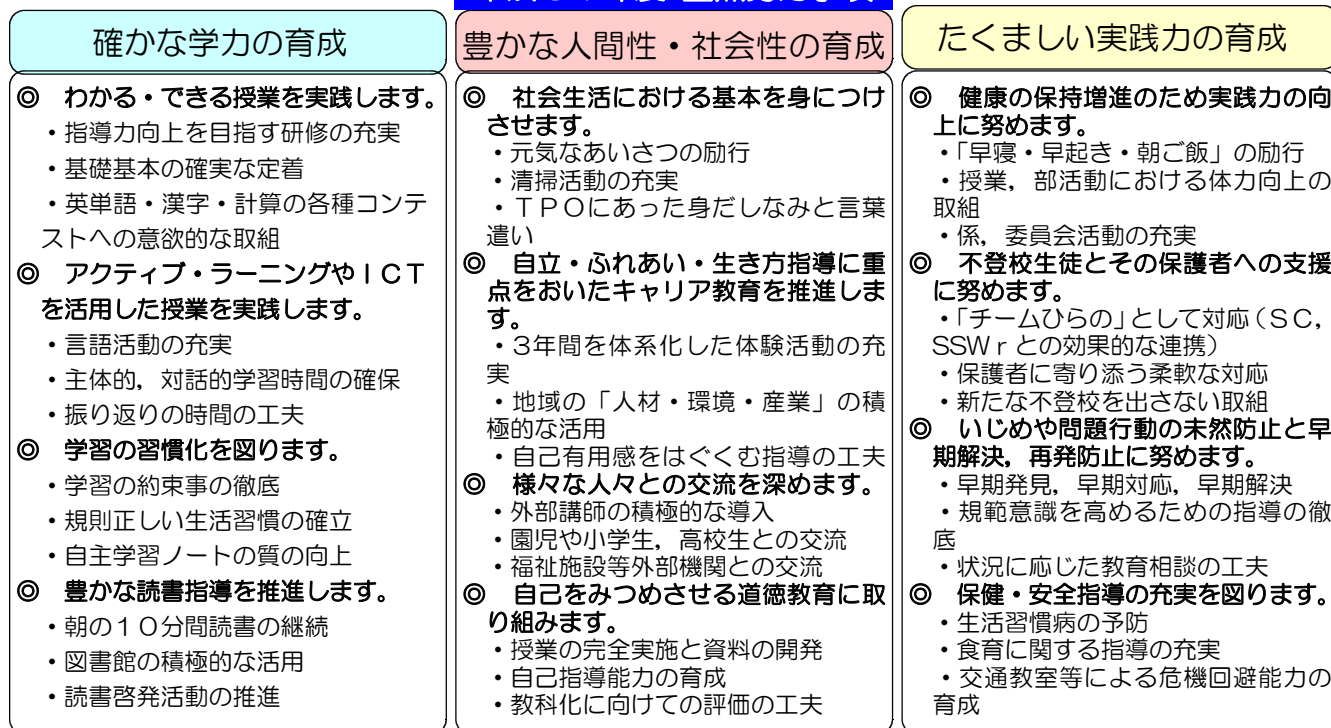 確かな学力の育成
◎ わかる・できる授業を実践します。
・指導力向上を目指す研修の充実
・基礎基本の確実な定着
・英単語・漢字・計算の各種コンテ
ストへの意欲的な取組
◎ アクティブ・ラーニングやICT
を活用した授業を実践します。
・言語活動の充実
・主体的，対話的学習時間の確保
・振り返りの時間の工夫
◎ 学習の習慣化を図ります。
・学習の約束事の徹底
・規則正しい生活習慣の確立
・自主学習ノートの質の向上
◎ 豊かな読書指導を推進します。
・朝の１０分間読書の継続
・図書館の積極的な活用
・読書啓発活動の推進
豊かな人間性・社会性の育成
◎ 社会生活における基本を身につけ
させます。
・元気なあいさつの励行
・清掃活動の充実
・ＴＰＯにあった身だしなみと言葉
遣い
◎ 自立・ふれあい・生き方指導に重
点をおいたキャリア教育を推進しま
す。
・3年間を体系化した体験活動の充
実
・地域の「人材・環境・産業」の積
極的な活用
・自己有用感をはぐくむ指導の工夫
◎ 様々な人々との交流を深めます。
・外部講師の積極的な導入
・園児や小学生，高校生との交流
・福祉施設等外部機関との交流
◎ 自己をみつめさせる道徳教育に取
り組みます。
・授業の完全実施と資料の開発
・自己指導能力の育成
・教科化に向けての評価の工夫
たくましい実践力の育成
◎ 健康の保持増進のため実践力の向
上に努めます。
・「早寝・早起き・朝ご飯」の励行
・授業，部活動における体力向上の
取組
・係，委員会活動の充実
◎ 不登校生徒とその保護者への支援
に努めます。
・「チームひらの」として対応（ＳＣ，
SSWｒとの効果的な連携）
・保護者に寄り添う柔軟な対応
・新たな不登校を出さない取組
◎ いじめや問題行動の未然防止と早
期解決，再発防止に努めます。
・早期発見，早期対応，早期解決
・規範意識を高めるための指導の徹
底
・状況に応じた教育相談の工夫
◎ 保健・安全指導の充実を図ります。
・生活習慣病の予防
・食育に関する指導の充実
・交通教室等による危機回避能力の
育成